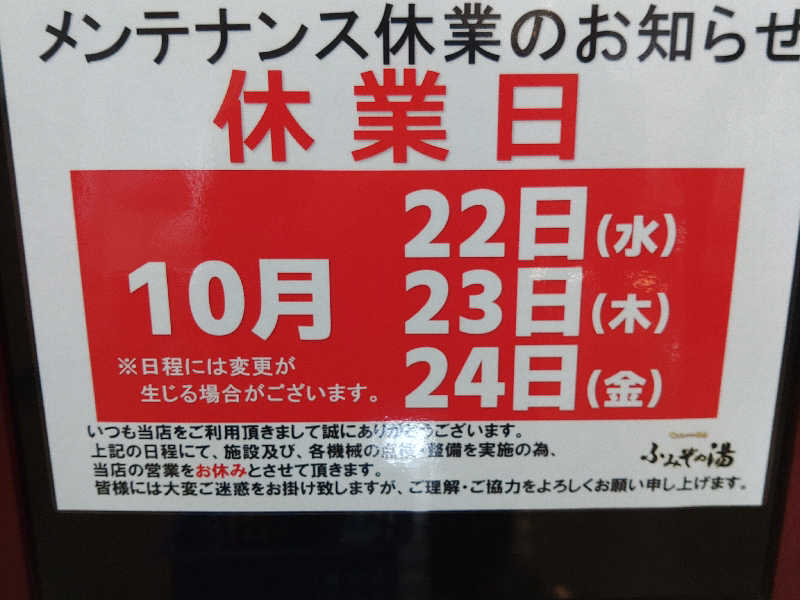 メンテナンス休業のお知らせ
休業日
10月
22日(水)
23日(木)
24日(金)
※日程には変更が
生じる場合がございます。
いつも当店をご利用頂きまして誠にありがとうございます。
上記の日程にて、施設及び、各機械の点検・整備を実施の為、
当店の営業をお休みとさせて頂きます。
皆様には大変ご迷惑をお掛け致しますが、ご理解・ご協力をよろしくお願い申し上げます。
ふみぞの湯